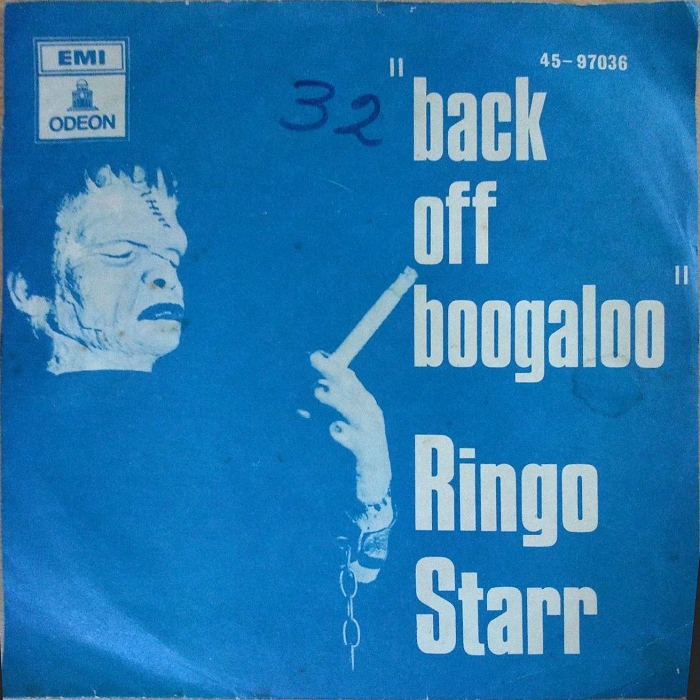 EMI
ODEON
45-97036
32
"back
off
boogaloo"
Ringo
Starr